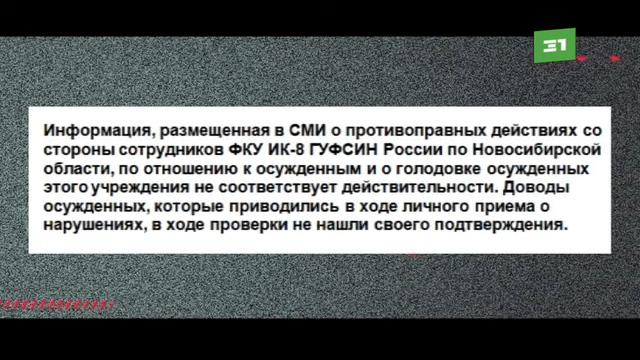 31
Информация, размещенная в СМИ о противоправных действиях со
стороны сотрудников ФКУ ИК-8 ГУФСИН России по Новосибирской
области, по отношению к осужденным и о голодовке осужденных
этого учреждения не соответствует действительности. Доводы
осужденных, которые приводились в ходе личного приема о
нарушениях, в ходе проверки не нашли своего подтверждения.